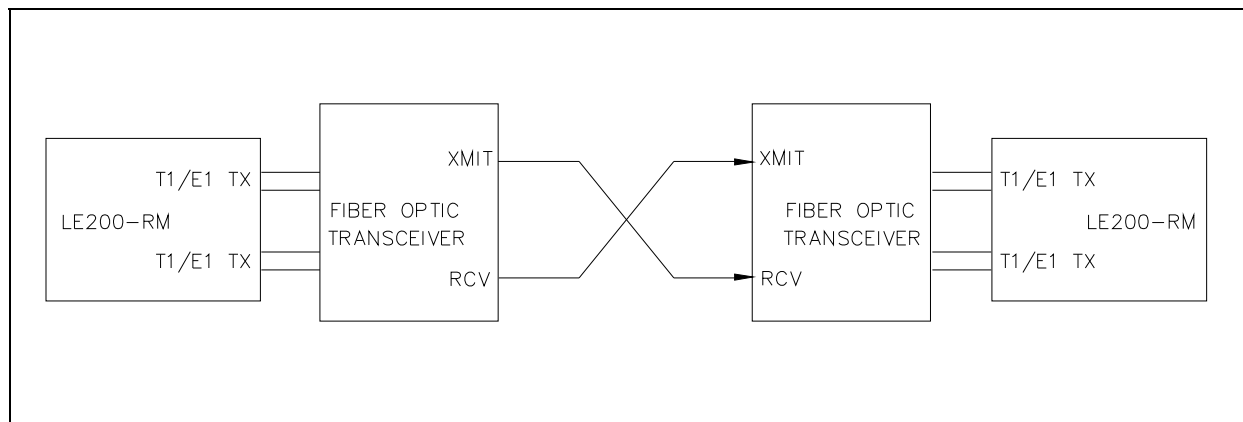 T1/E1 TX
LE200-RM
T1/E1 TX
XMIT
FIBER OPTIC
TRANSCEIVER
RCV
XMIT
FIBER OPTIC
TRANSCEIVER
RCV
T1/E1 TX
LE200-RM
T1/E1 TX